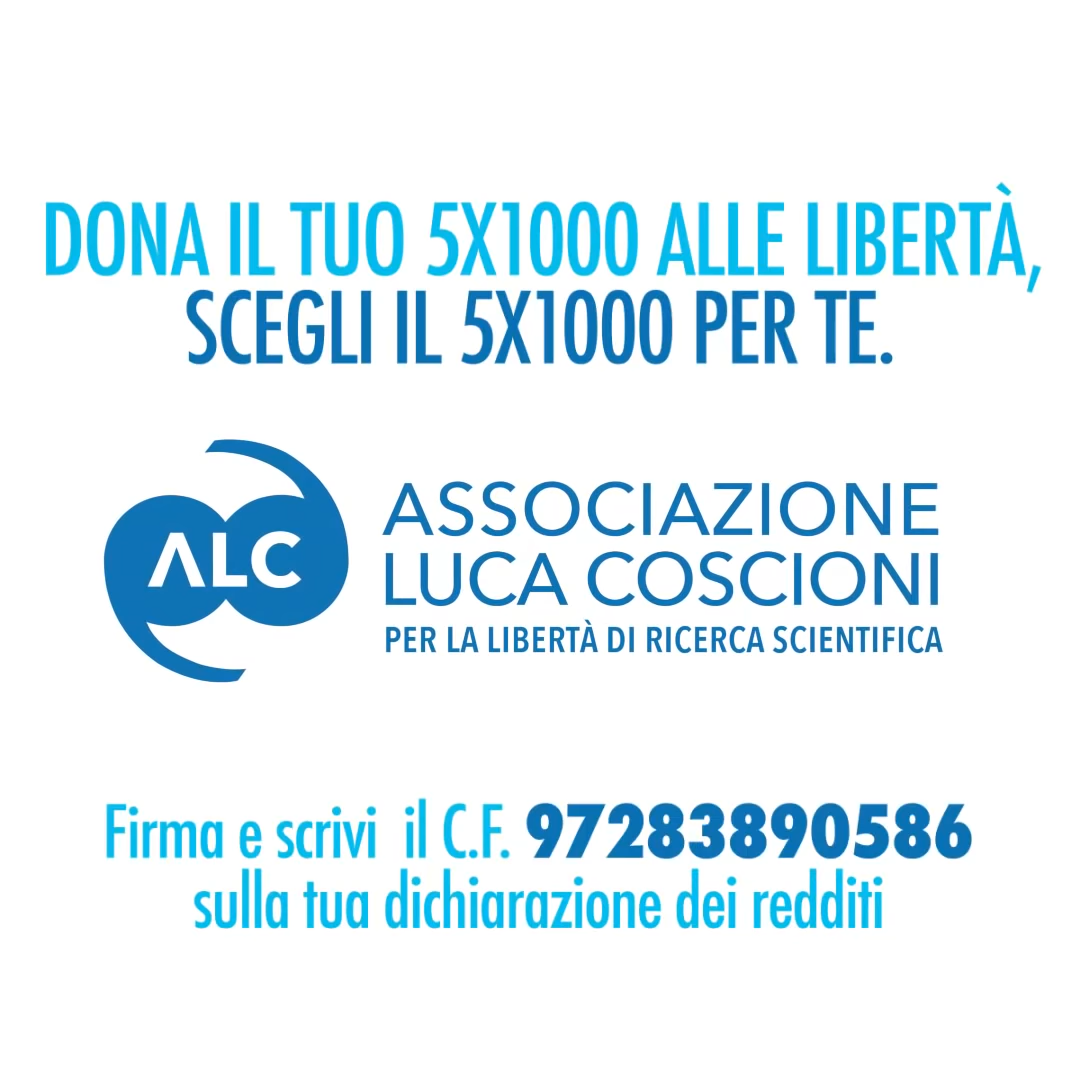 DONA IL TUO 5X1000 ALLE LIBERTÀ,
SCEGLI IL 5X1000 PER TE.
ALC
ASSOCIAZIONE
LUCA COSCIONI
PER LA LIBERTÀ DI RICERCA SCIENTIFICA
Firma e scrivi il C.F. 97283890586
sulla tua dichiarazione dei redditi